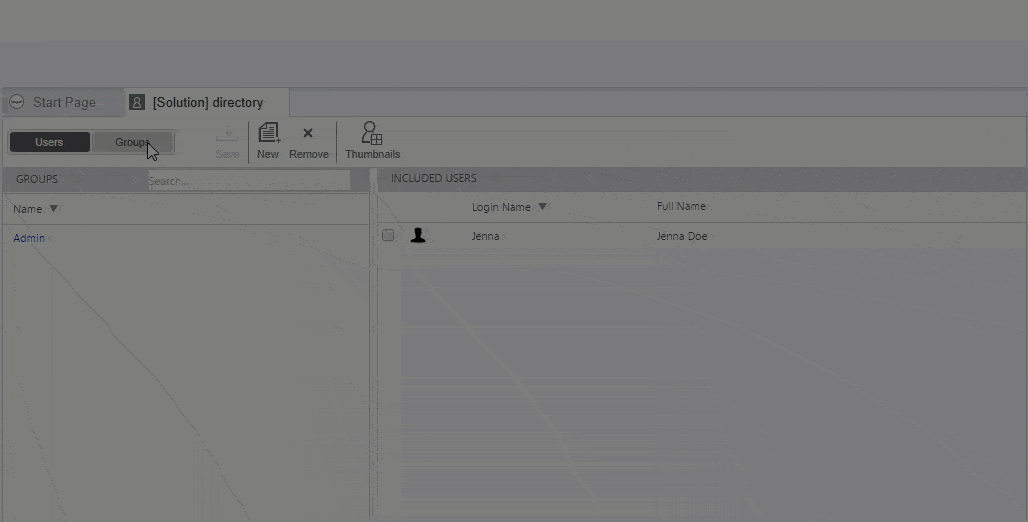 Start Page [Solution] directory
Users Groups Save New Remove Thumbnails
GROUPS Search... INCLUDED USERS
Name Login Name Full Name
Admin Jenna Jenna Doe